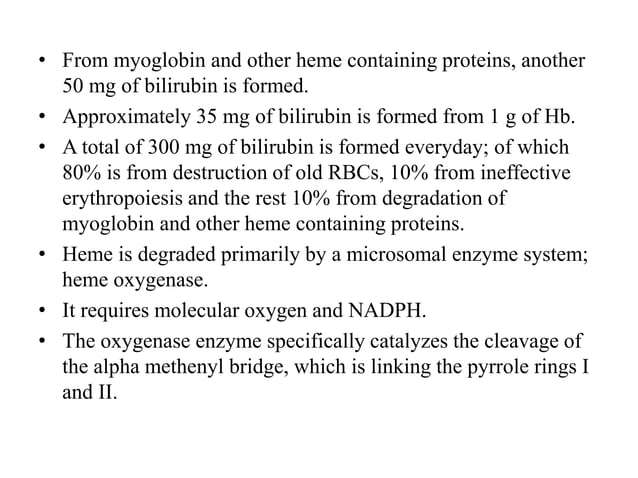 • From myoglobin and other heme containing proteins, another
50 mg of bilirubin is formed.
• Approximately 35 mg of bilirubin is formed from 1 g of Hb.
• A total of 300 mg of bilirubin is formed everyday; of which
80% is from destruction of old RBCs, 10% from ineffective
erythropoiesis and the rest 10% from degradation of
myoglobin and other heme containing proteins.
• Heme is degraded primarily by a microsomal enzyme system;
heme oxygenase.
• It requires molecular oxygen and NADPH.
• The oxygenase enzyme specifically catalyzes the cleavage of
the alpha methenyl bridge, which is linking the pyrrole rings I
and II.